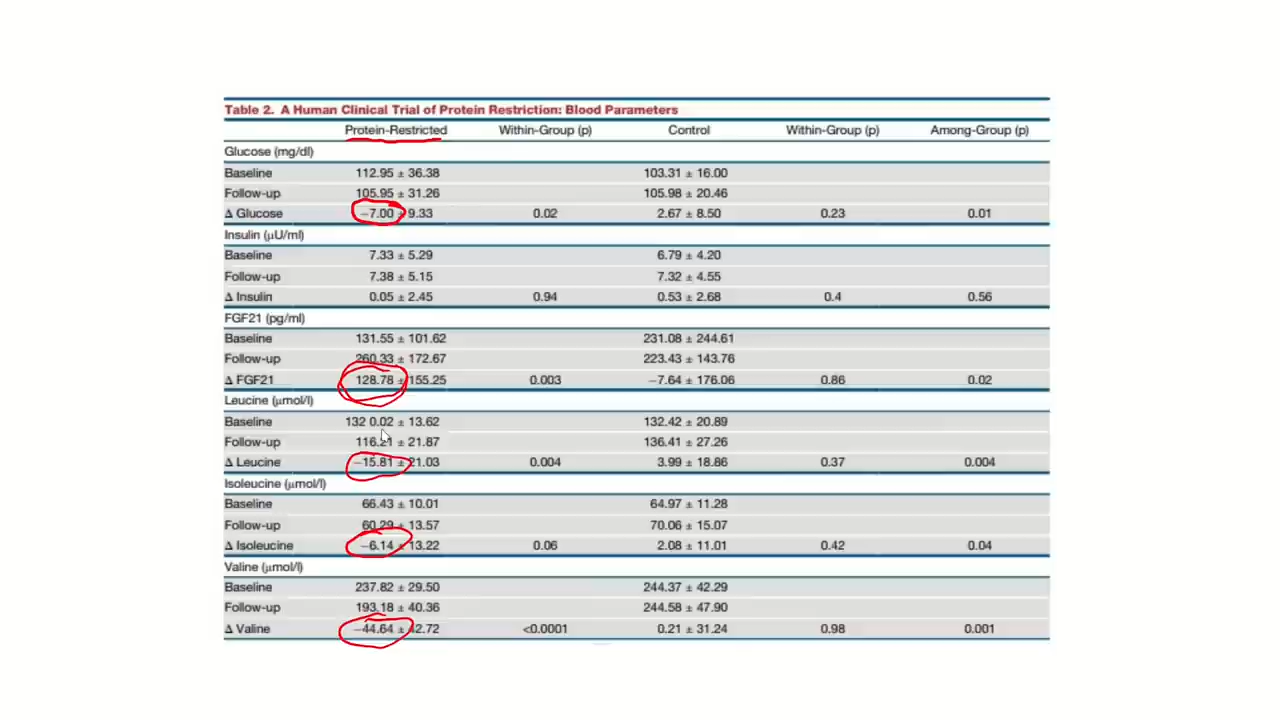 Table 2. A Human Clinical Trial of Protein Restriction: Blood Parameters
Protein-Restricted Within-Group (p) Control Within-Group (p) Among-Group (p)
Glucose (mg/dl)
Baseline 112.95 ± 36.38 103.31 ± 16.00
Follow-up 105.95 ± 31.26 105.98 ± 20.46
Δ Glucose −7.00 ± 9.33 0.02 2.67 ± 8.50 0.23 0.01
Insulin (μU/ml)
Baseline 7.33 ± 5.29 6.79 ± 4.20
Follow-up 7.38 ± 5.15 7.32 ± 4.55
Δ Insulin 0.05 ± 2.45 0.94 0.53 ± 2.68 0.4 0.56
FGF21 (pg/ml)
Baseline 131.55 ± 101.62 231.08 ± 244.61
Follow-up 260.33 ± 172.67 223.43 ± 143.76
Δ FGF21 128.78 ± 155.25 0.003 −7.64 ± 176.06 0.86 0.02
Leucine (μmol/l)
Baseline 132 0.02 ± 13.62 132.42 ± 20.89
Follow-up 116.21 ± 21.87 136.41 ± 27.26
Δ Leucine −15.81 ± 21.03 0.004 3.99 ± 18.86 0.37 0.004
Isoleucine (μmol/l)
Baseline 66.43 ± 10.01 64.97 ± 11.28
Follow-up 60.29 ± 13.57 70.06 ± 15.07
Δ Isoleucine −6.14 ± 13.22 0.06 2.08 ± 11.01 0.42 0.04
Valine (μmol/l)
Baseline 237.82 ± 29.50 244.37 ± 42.29
Follow-up 193.18 ± 40.36 244.58 ± 47.90
Δ Valine −44.64 ± 42.72 <0.0001 0.21 ± 31.24 0.98 0.001